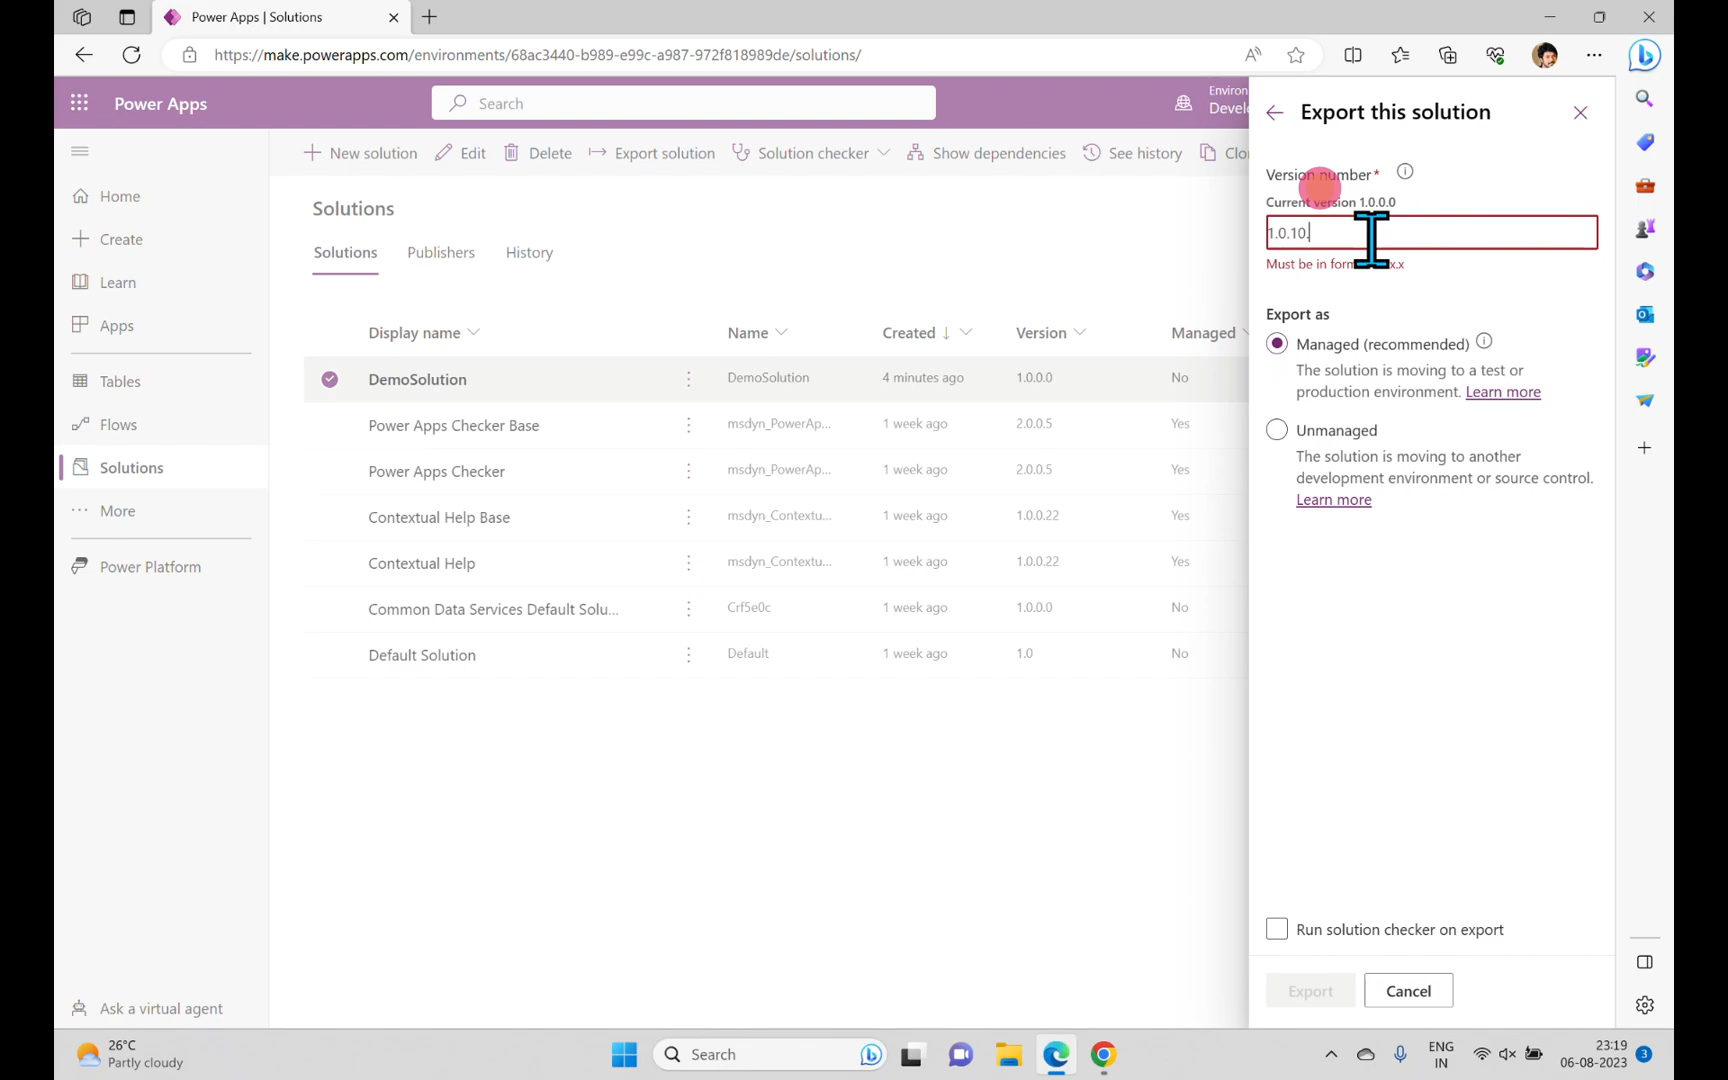 Power Apps | Solutions
https://make.powerapps.com/environments/68ac3440-b989-e99c-a987-972f818989de/solutions/
Power Apps
Search
Environ
Develo
New solution
Edit
Delete
Export solution
Solution checker
Show dependencies
See history
Clor
Home
Create
Learn
Apps
Tables
Flows
Solutions
More
Power Platform
Ask a virtual agent
Solutions
Solutions
Publishers
History
Display name
Name
Created
Version
Managed
DemoSolution
DemoSolution
4 minutes ago
1.0.0.0
No
Power Apps Checker Base
msdyn_PowerAp...
1 week ago
2.0.0.5
Yes
Power Apps Checker
msdyn_PowerAp...
1 week ago
2.0.0.5
Yes
Contextual Help Base
msdyn_Contextu...
1 week ago
1.0.0.22
Yes
Contextual Help
msdyn_Contextu...
1 week ago
1.0.0.22
Yes
Common Data Services Default Solu...
Crf5e0c
1 week ago
1.0.0.0
No
Default Solution
Default
1 week ago
1.0
No
Export this solution
Version number*
Current version 1.0.0.0
1.0.10.
Must be in form x.x
Export as
Managed (recommended)
The solution is moving to a test or
production environment. Learn more
Unmanaged
The solution is moving to another
development environment or source control.
Learn more
Run solution checker on export
Export
Cancel
26°C
Partly cloudy
Search
ENG
IN
23:19
06-08-2023
3